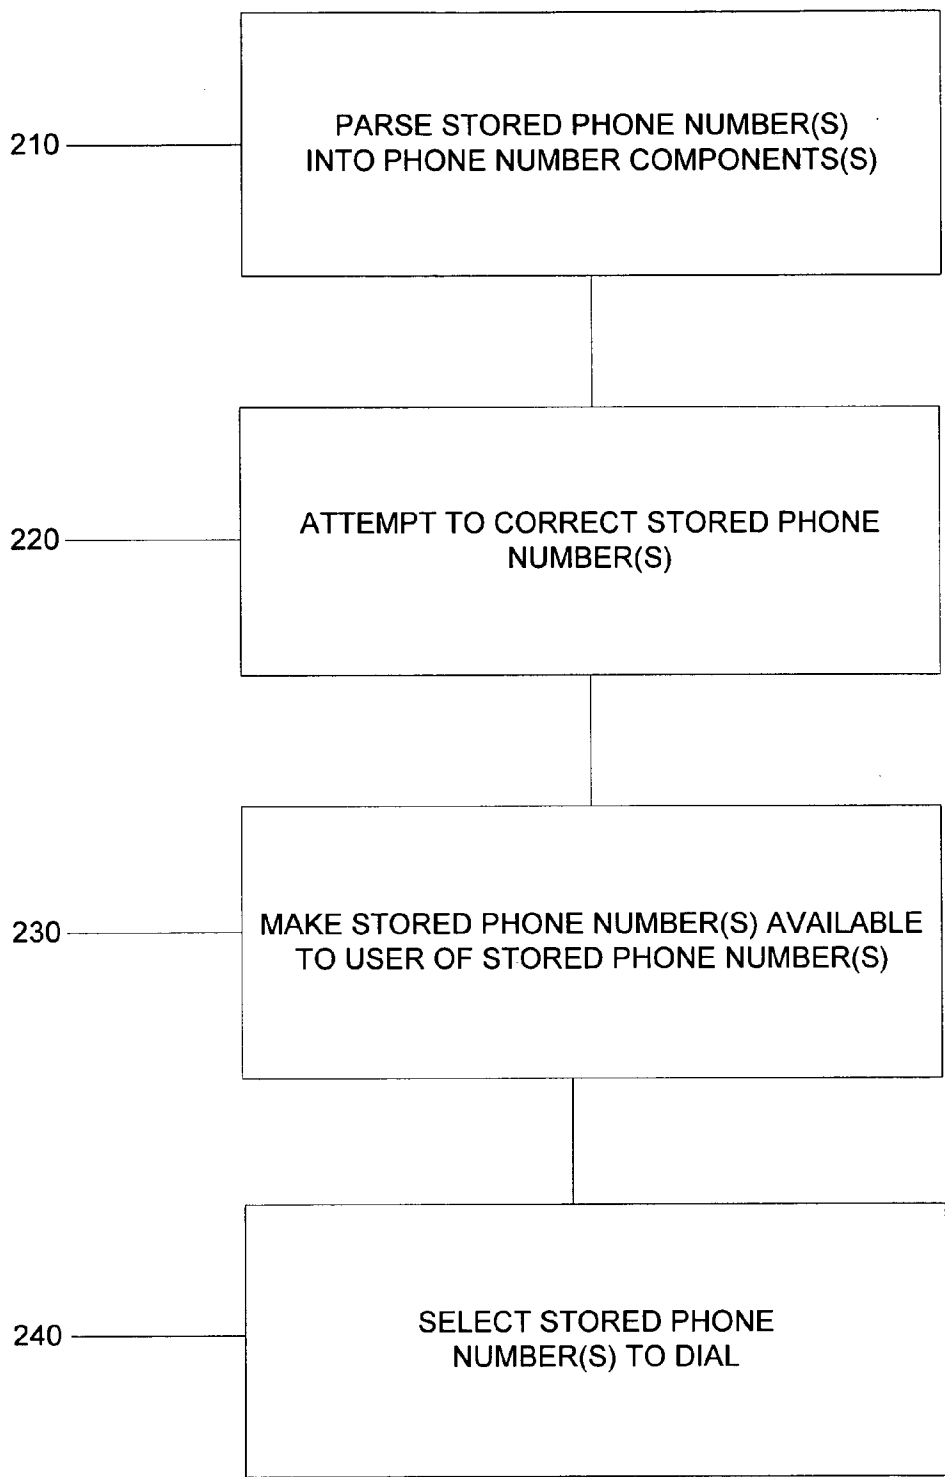 210
PARSE STORED PHONE NUMBER(S)
INTO PHONE NUMBER COMPONENTS(S)
220
ATTEMPT TO CORRECT STORED PHONE
NUMBER(S)
230
MAKE STORED PHONE NUMBER(S) AVAILABLE
TO USER OF STORED PHONE NUMBER(S)
240
SELECT STORED PHONE
NUMBER(S) TO DIAL